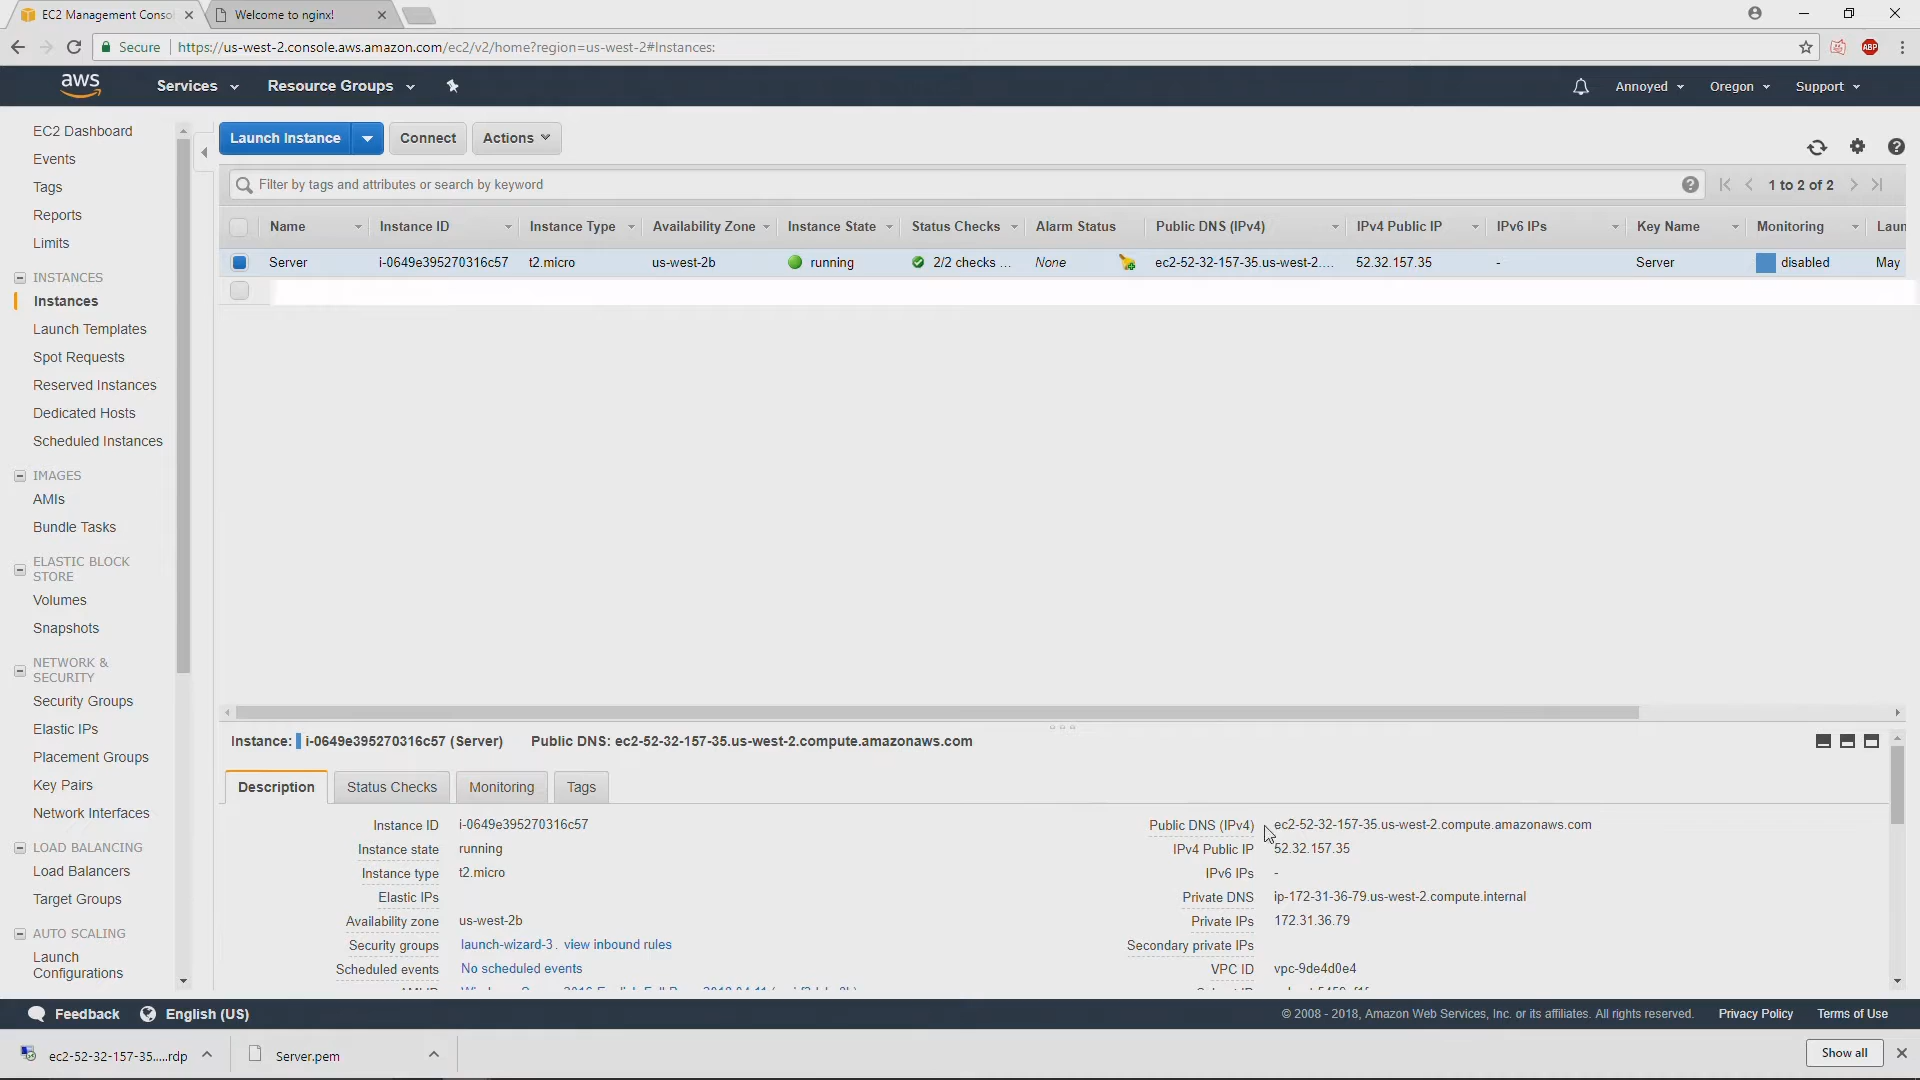 EC2 Management Conso
Welcome to nginx!
Secure
https://us-west-2.console.aws.amazon.com/ec2/v2/home?region=us-west-2#Instances:
ABP
aws
Services
Resource Groups
Annoyed
Oregon
Support
EC2 Dashboard
Events
Tags
Reports
Limits
INSTANCES
Instances
Launch Templates
Spot Requests
Reserved Instances
Dedicated Hosts
Scheduled Instances
IMAGES
AMIs
Bundle Tasks
ELASTIC BLOCK
STORE
Volumes
Snapshots
NETWORK &
SECURITY
Security Groups
Elastic IPs
Placement Groups
Key Pairs
Network Interfaces
LOAD BALANCING
Load Balancers
Target Groups
AUTO SCALING
Launch
Configurations
Launch Instance
Connect
Actions
Filter by tags and attributes or search by keyword
1 to 2 of 2
Name Instance ID Instance Type Availability Zone Instance State Status Checks Alarm Status Public DNS (IPv4) IPv4 Public IP IPv6 IPs Key Name Monitoring Laun
Server i-0649e395270316c57 t2.micro us-west-2b running 2/2 checks ... None ec2-52-32-157-35.us-west-2.... 52.32.157.35 - Server disabled May
Instance: i-0649e395270316c57 (Server) Public DNS: ec2-52-32-157-35.us-west-2.compute.amazonaws.com
Description
Status Checks
Monitoring
Tags
Instance ID i-0649e395270316c57
Instance state running
Instance type t2.micro
Elastic IPs
Availability zone us-west-2b
Security groups launch-wizard-3. view inbound rules
Scheduled events No scheduled events
Public DNS (IPv4) ec2-52-32-157-35.us-west-2.compute.amazonaws.com
IPv4 Public IP 52.32.157.35
IPv6 IPs -
Private DNS ip-172-31-36-79.us-west-2.compute.internal
Private IPs 172.31.36.79
Secondary private IPs
VPC ID vpc-9de4d0e4
Feedback
English (US)
© 2008 - 2018, Amazon Web Services, Inc. or its affiliates. All rights reserved.
Privacy Policy
Terms of Use
ec2-52-32-157-35.....rdp
Server.pem
Show all